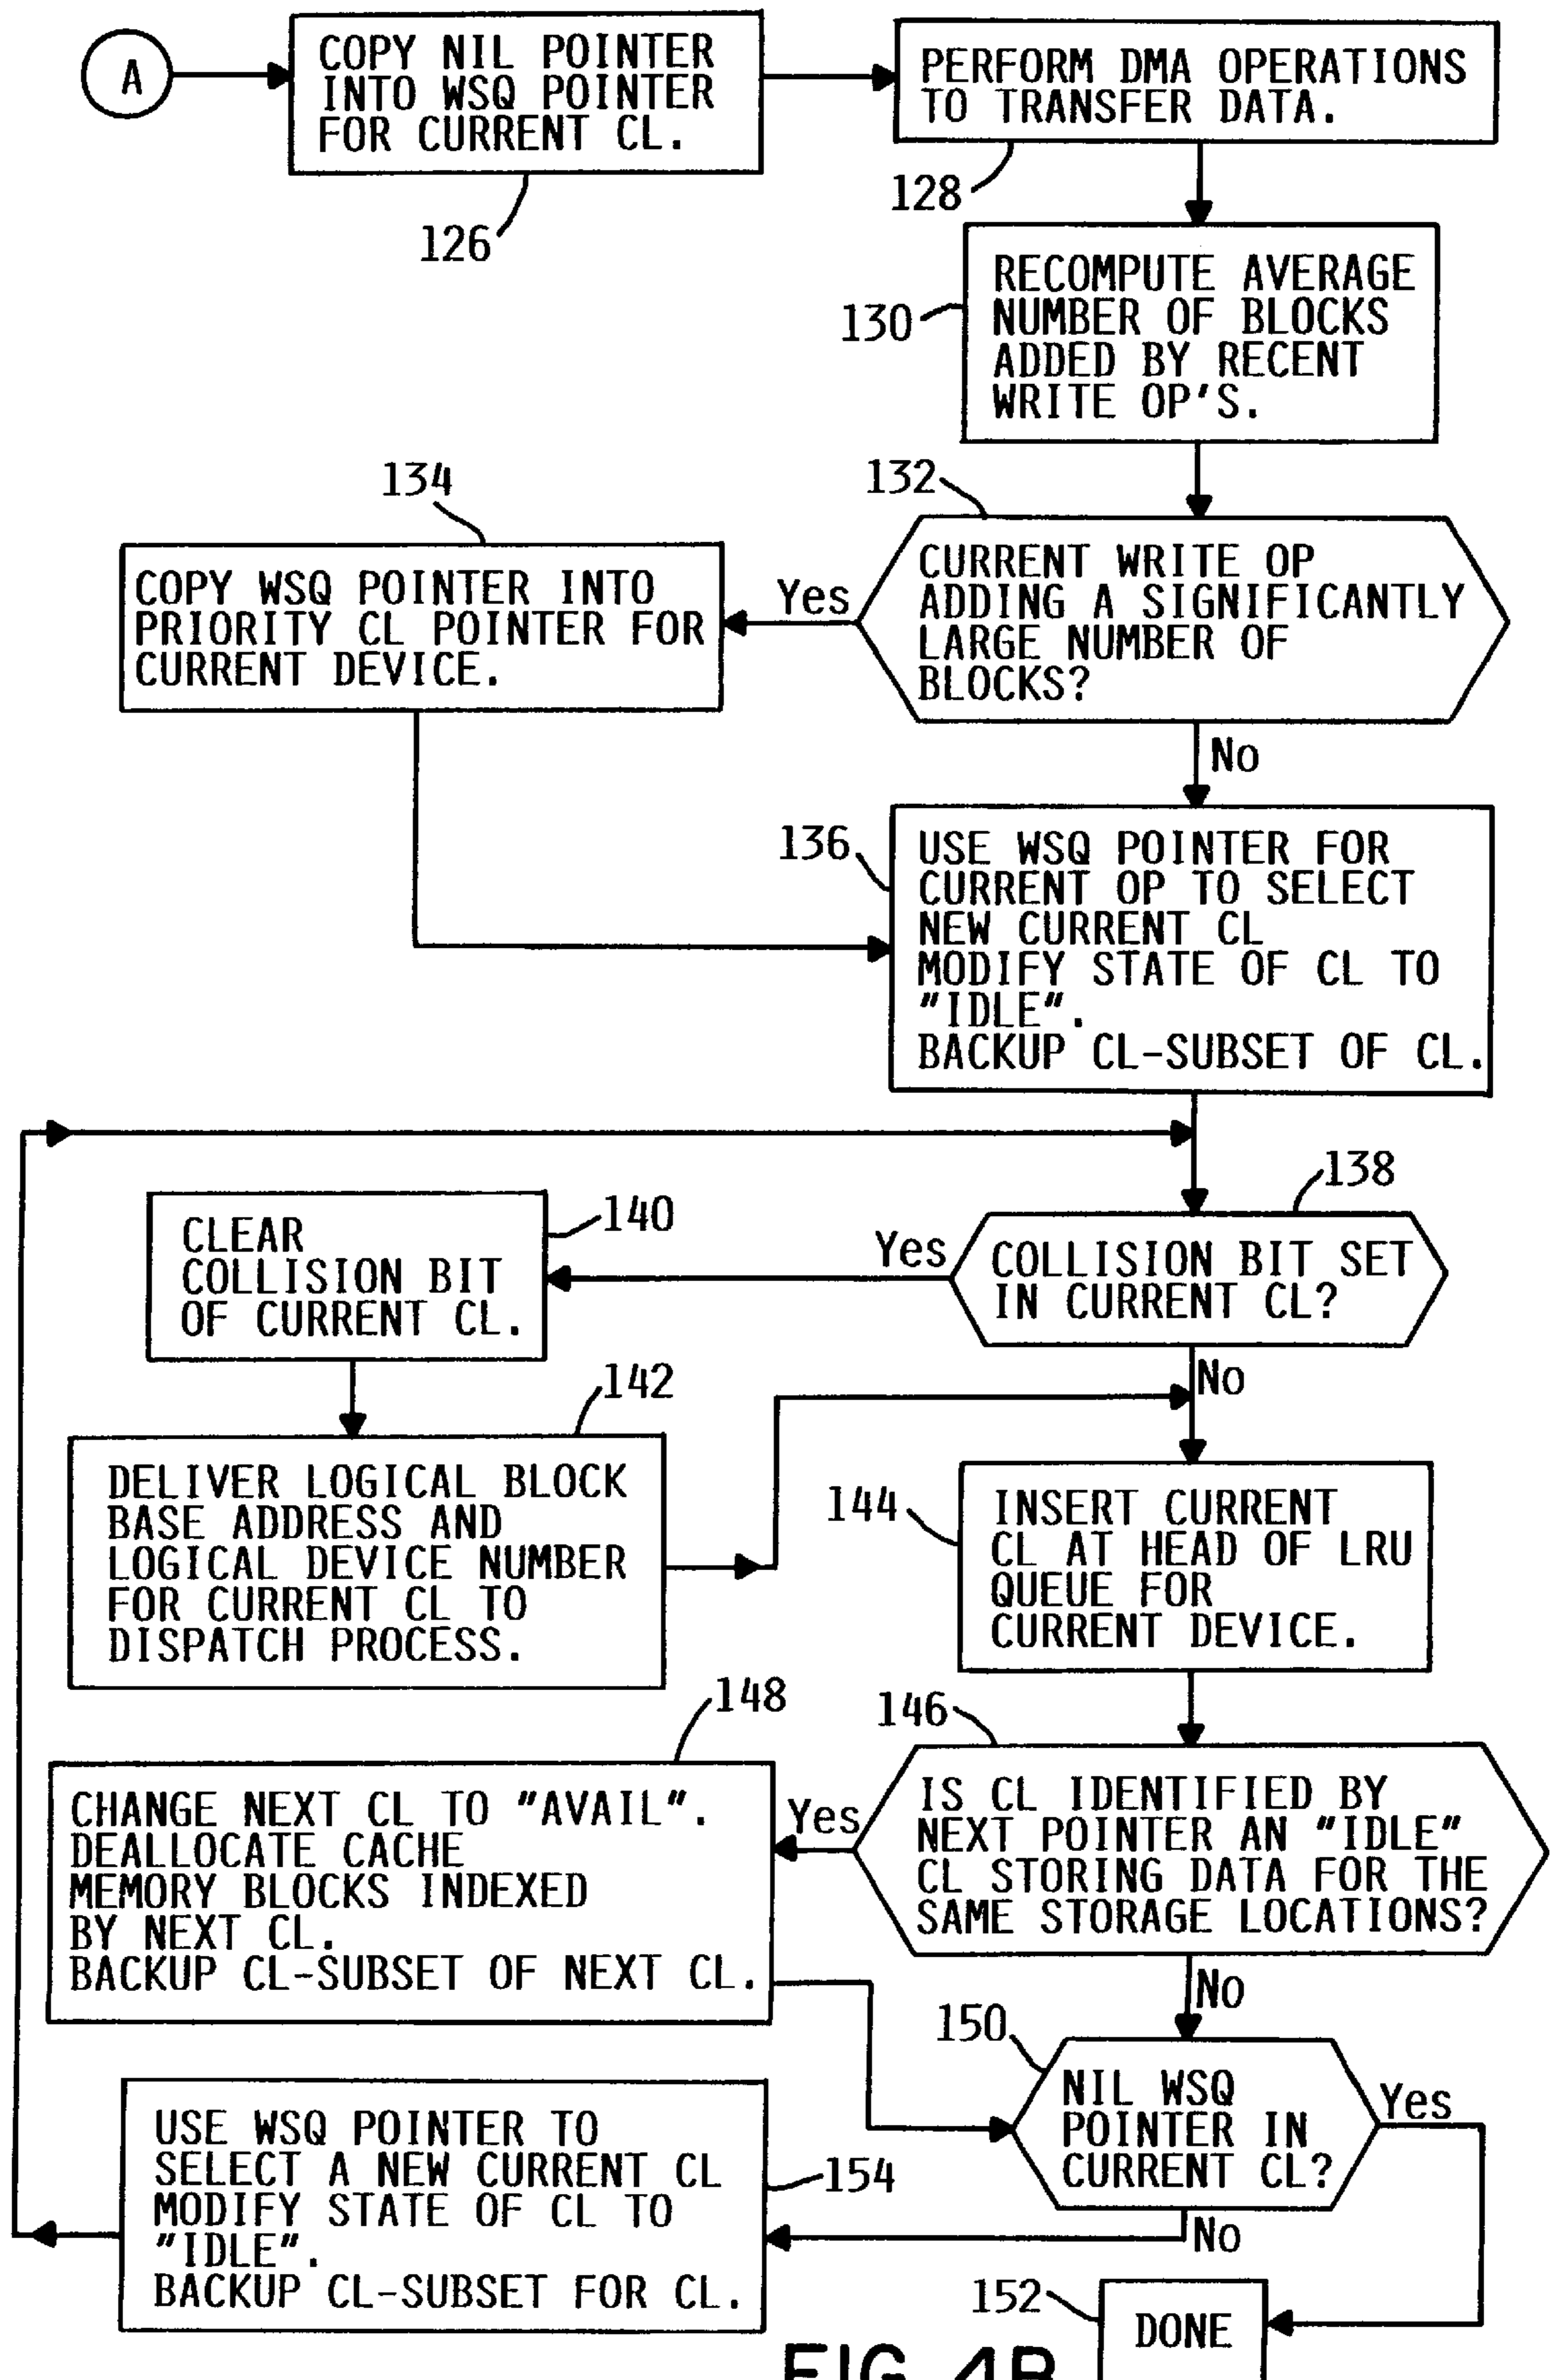 A
COPY NIL POINTER
INTO WSQ POINTER
FOR CURRENT CL.
126
PERFORM DMA OPERATIONS
TO TRANSFER DATA.
128
RECOMPUTE AVERAGE
NUMBER OF BLOCKS
ADDED BY RECENT
WRITE OP'S.
130
132
CURRENT WRITE OP
ADDING A SIGNIFICANTLY
LARGE NUMBER OF
BLOCKS?
Yes
No
134
COPY WSQ POINTER INTO
PRIORITY CL POINTER FOR
CURRENT DEVICE.
136
USE WSQ POINTER FOR
CURRENT OP TO SELECT
NEW CURRENT CL
MODIFY STATE OF CL TO
"IDLE".
BACKUP CL-SUBSET OF CL.
138
COLLISION BIT SET
IN CURRENT CL?
Yes
No
140
CLEAR
COLLISION BIT
OF CURRENT CL.
142
DELIVER LOGICAL BLOCK
BASE ADDRESS AND
LOGICAL DEVICE NUMBER
FOR CURRENT CL TO
DISPATCH PROCESS.
144
INSERT CURRENT
CL AT HEAD OF LRU
QUEUE FOR
CURRENT DEVICE.
146
IS CL IDENTIFIED BY
NEXT POINTER AN "IDLE"
CL STORING DATA FOR THE
SAME STORAGE LOCATIONS?
Yes
No
148
CHANGE NEXT CL TO "AVAIL".
DEALLOCATE CACHE
MEMORY BLOCKS INDEXED
BY NEXT CL.
BACKUP CL-SUBSET OF NEXT CL.
150
NIL WSQ
POINTER IN
CURRENT CL?
Yes
No
154
USE WSQ POINTER TO
SELECT A NEW CURRENT CL
MODIFY STATE OF CL TO
"IDLE".
BACKUP CL-SUBSET FOR CL.
152
DONE
FIG. 4B